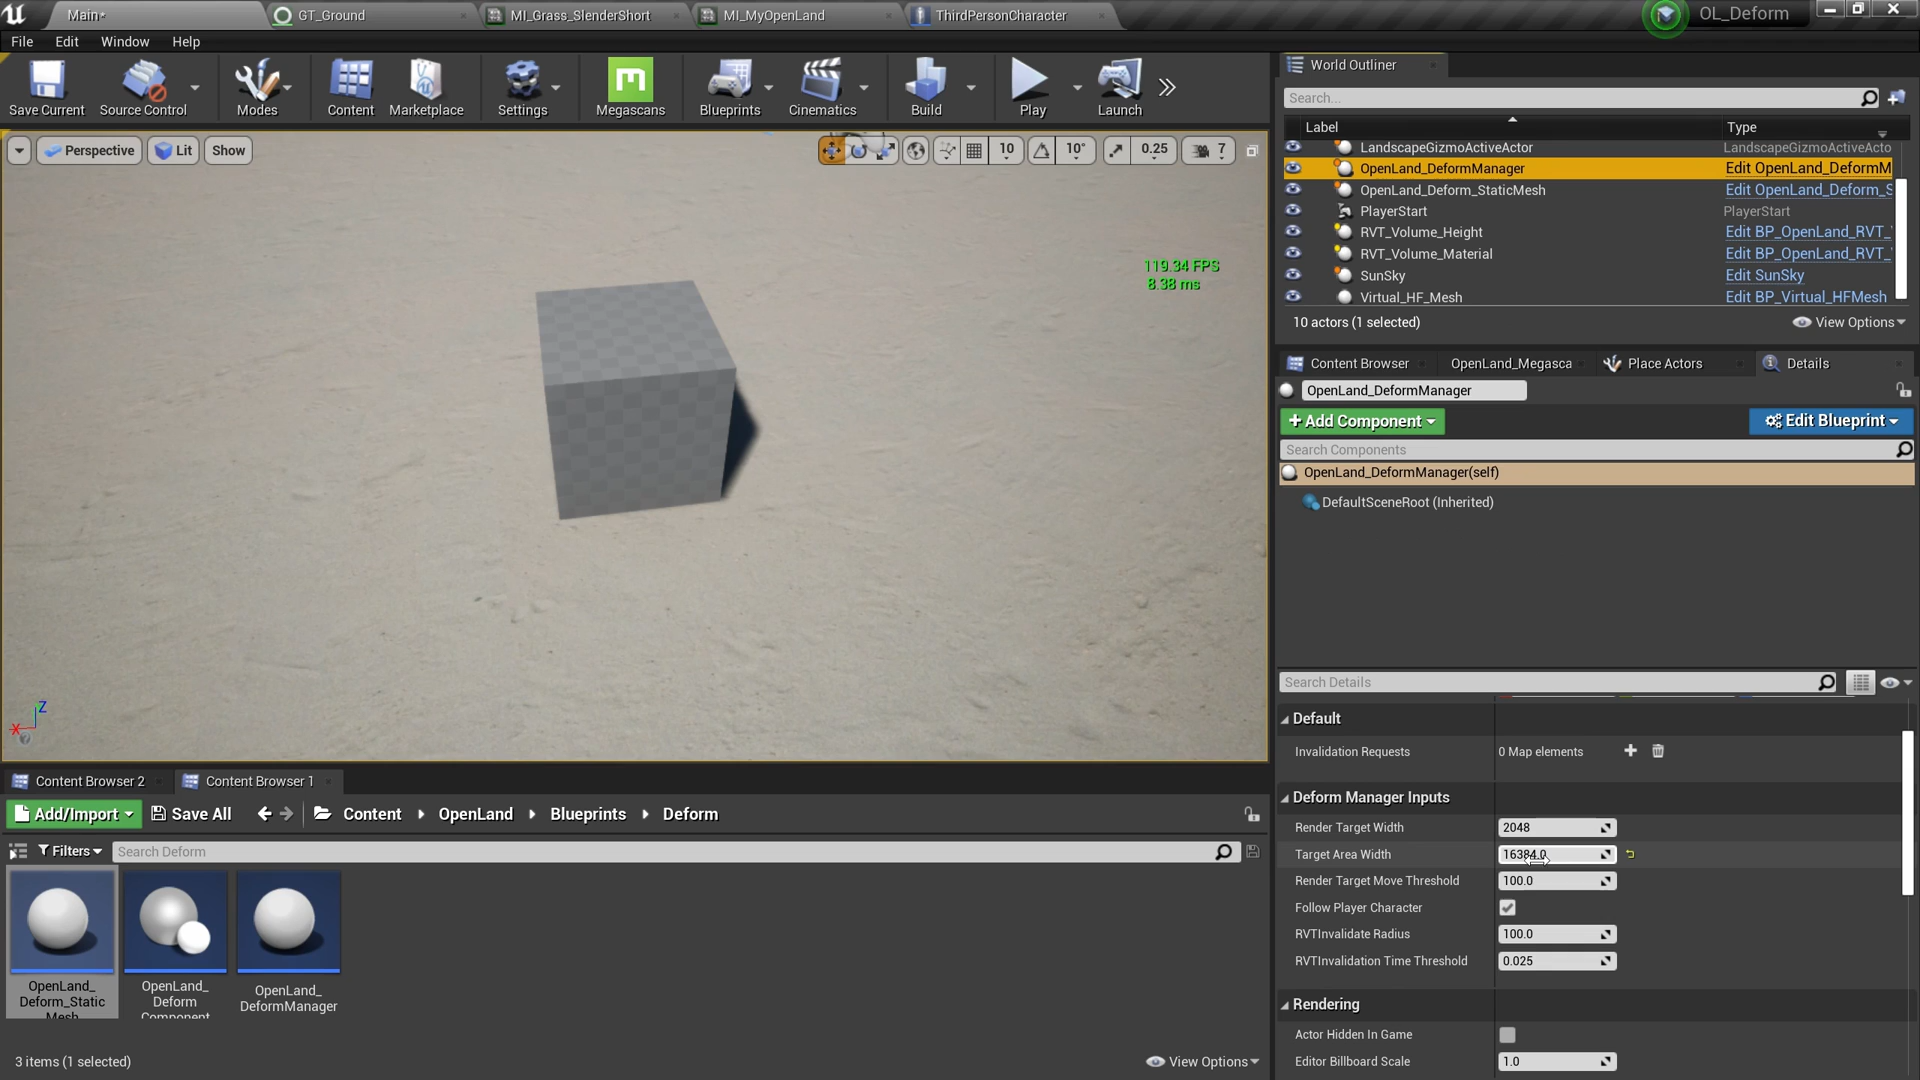 Main*
GT_Ground
MI_Grass_SlenderShort
MI_MyOpenLand
ThirdPersonCharacter
OL_Deform
File Edit Window Help
Save Current
Source Control
Modes
Content
Marketplace
Settings
Megascans
Blueprints
Cinematics
Build
Play
Launch
Perspective
Lit
Show
10
10°
0.25
7
119.34 FPS
8.38 ms
Z
X
World Outliner
Search...
Label Type
LandscapeGizmoActiveActor LandscapeGizmoActiveActo
OpenLand_DeformManager Edit OpenLand_DeformM
OpenLand_Deform_StaticMesh Edit OpenLand_Deform_S
PlayerStart PlayerStart
RVT_Volume_Height Edit BP_OpenLand_RVT_
RVT_Volume_Material Edit BP_OpenLand_RVT_
SunSky Edit SunSky
Virtual_HF_Mesh Edit BP_Virtual_HFMesh
10 actors (1 selected)
View Options
Content Browser
OpenLand_Megasca
Place Actors
Details
OpenLand_DeformManager
+Add Component
Edit Blueprint
Search Components
OpenLand_DeformManager(self)
DefaultSceneRoot (Inherited)
Search Details
Default
Invalidation Requests 0 Map elements
Deform Manager Inputs
Render Target Width 2048
Target Area Width 16384.0
Render Target Move Threshold 100.0
Follow Player Character
RVTInvalidate Radius 100.0
RVTInvalidation Time Threshold 0.025
Rendering
Actor Hidden In Game
Editor Billboard Scale 1.0
Content Browser 2
Content Browser 1
Add/Import
Save All
Content
OpenLand
Blueprints
Deform
Filters
Search Deform
OpenLand_
Deform_Static
Mesh
OpenLand_
Deform
Component
OpenLand_
DeformManager
3 items (1 selected)
View Options